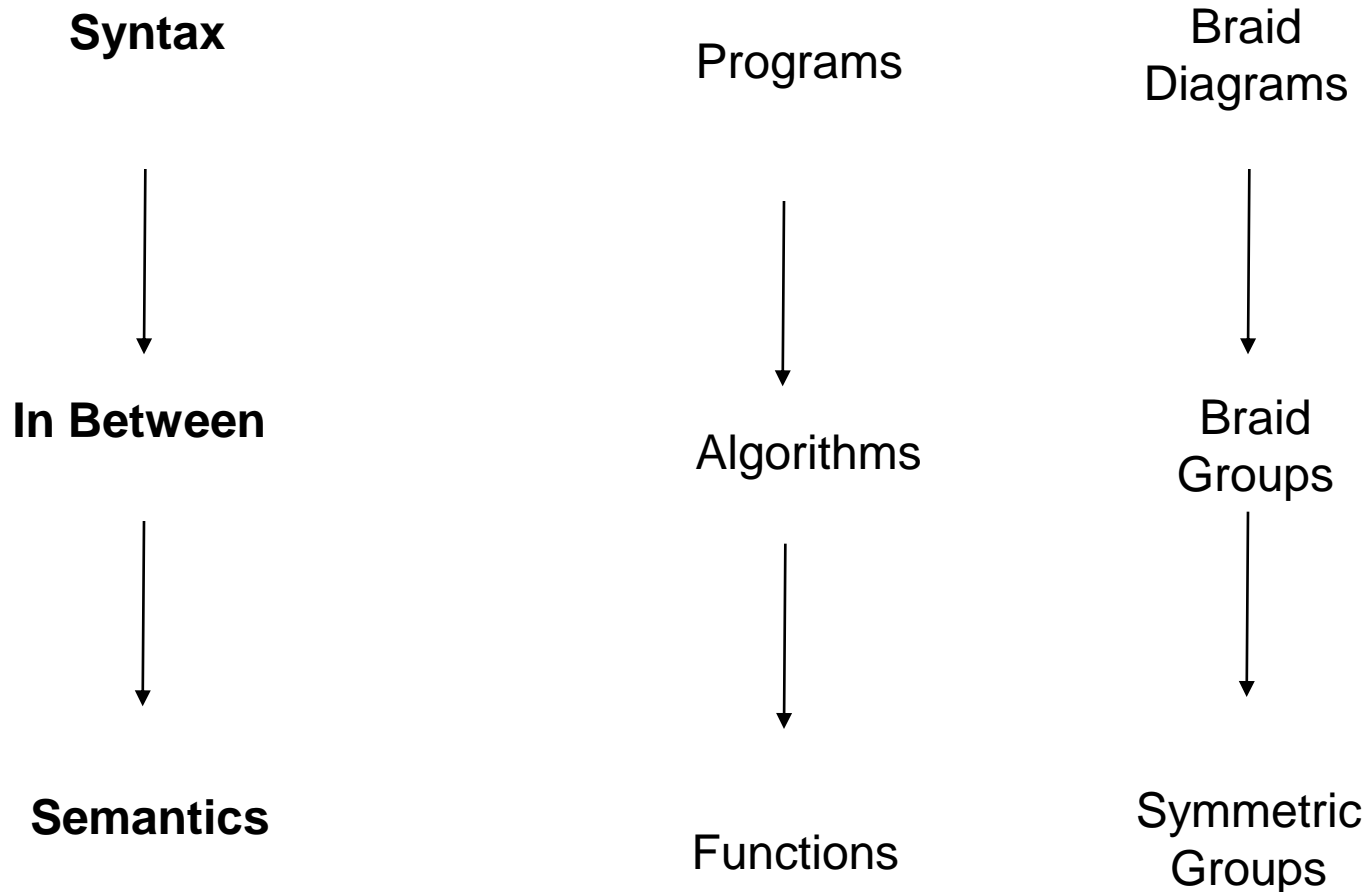 Syntax
Programs
Braid
Diagrams
In Between
Algorithms
Braid
Groups
Semantics
Functions
Symmetric
Groups